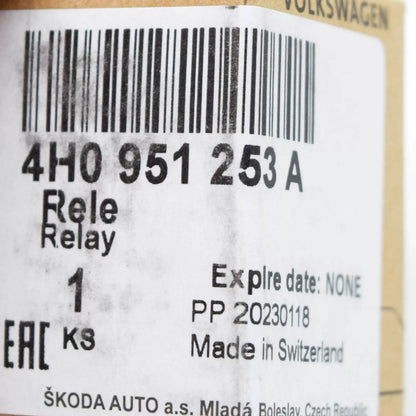 VOLKSWAGEN
4H0 951 253 A
Rele
Relay
1
KS
Expire date: NONE
PP 20230118
Made in Switzerland
EAC
ŠKODA AUTO a.s. Mladá Boleslav, Czech Republic